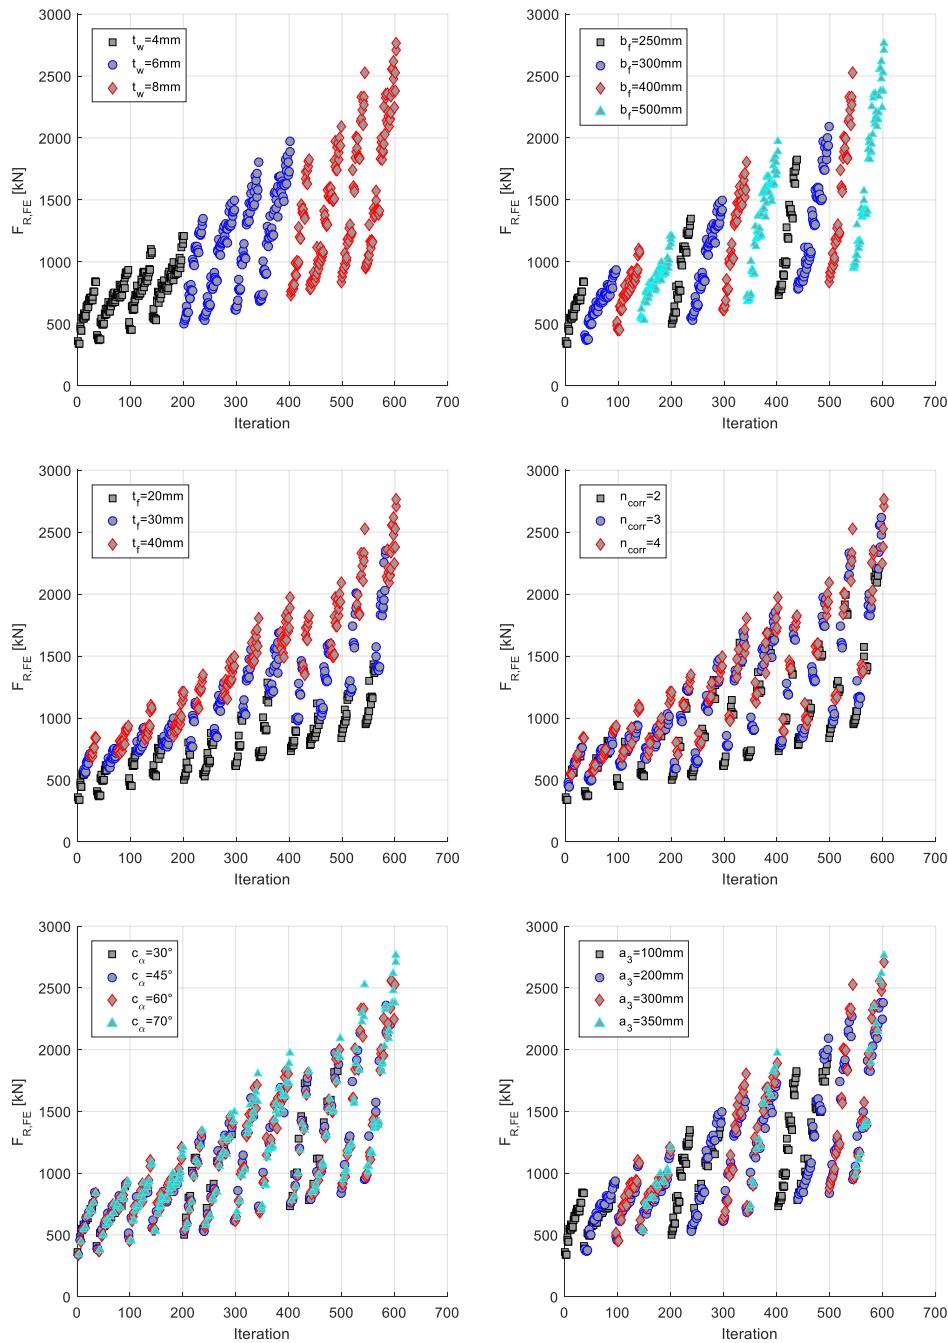 3000
2500
2000
1500
1000
500
0
F_R,FE [kN]
t_w=4mm
t_w=6mm
t_w=8mm
0 100 200 300 400 500 600 700
Iteration
3000
2500
2000
1500
1000
500
0
F_R,FE [kN]
b_f=250mm
b_f=300mm
b_f=400mm
b_f=500mm
0 100 200 300 400 500 600 700
Iteration
3000
2500
2000
1500
1000
500
0
F_R,FE [kN]
t_f=20mm
t_f=30mm
t_f=40mm
0 100 200 300 400 500 600 700
Iteration
3000
2500
2000
1500
1000
500
0
F_R,FE [kN]
n_corr=2
n_corr=3
n_corr=4
0 100 200 300 400 500 600 700
Iteration
3000
2500
2000
1500
1000
500
0
F_R,FE [kN]
c_α=30°
c_α=45°
c_α=60°
c_α=70°
0 100 200 300 400 500 600 700
Iteration
3000
2500
2000
1500
1000
500
0
F_R,FE [kN]
a_3=100mm
a_3=200mm
a_3=300mm
a_3=350mm
0 100 200 300 400 500 600 700
Iteration